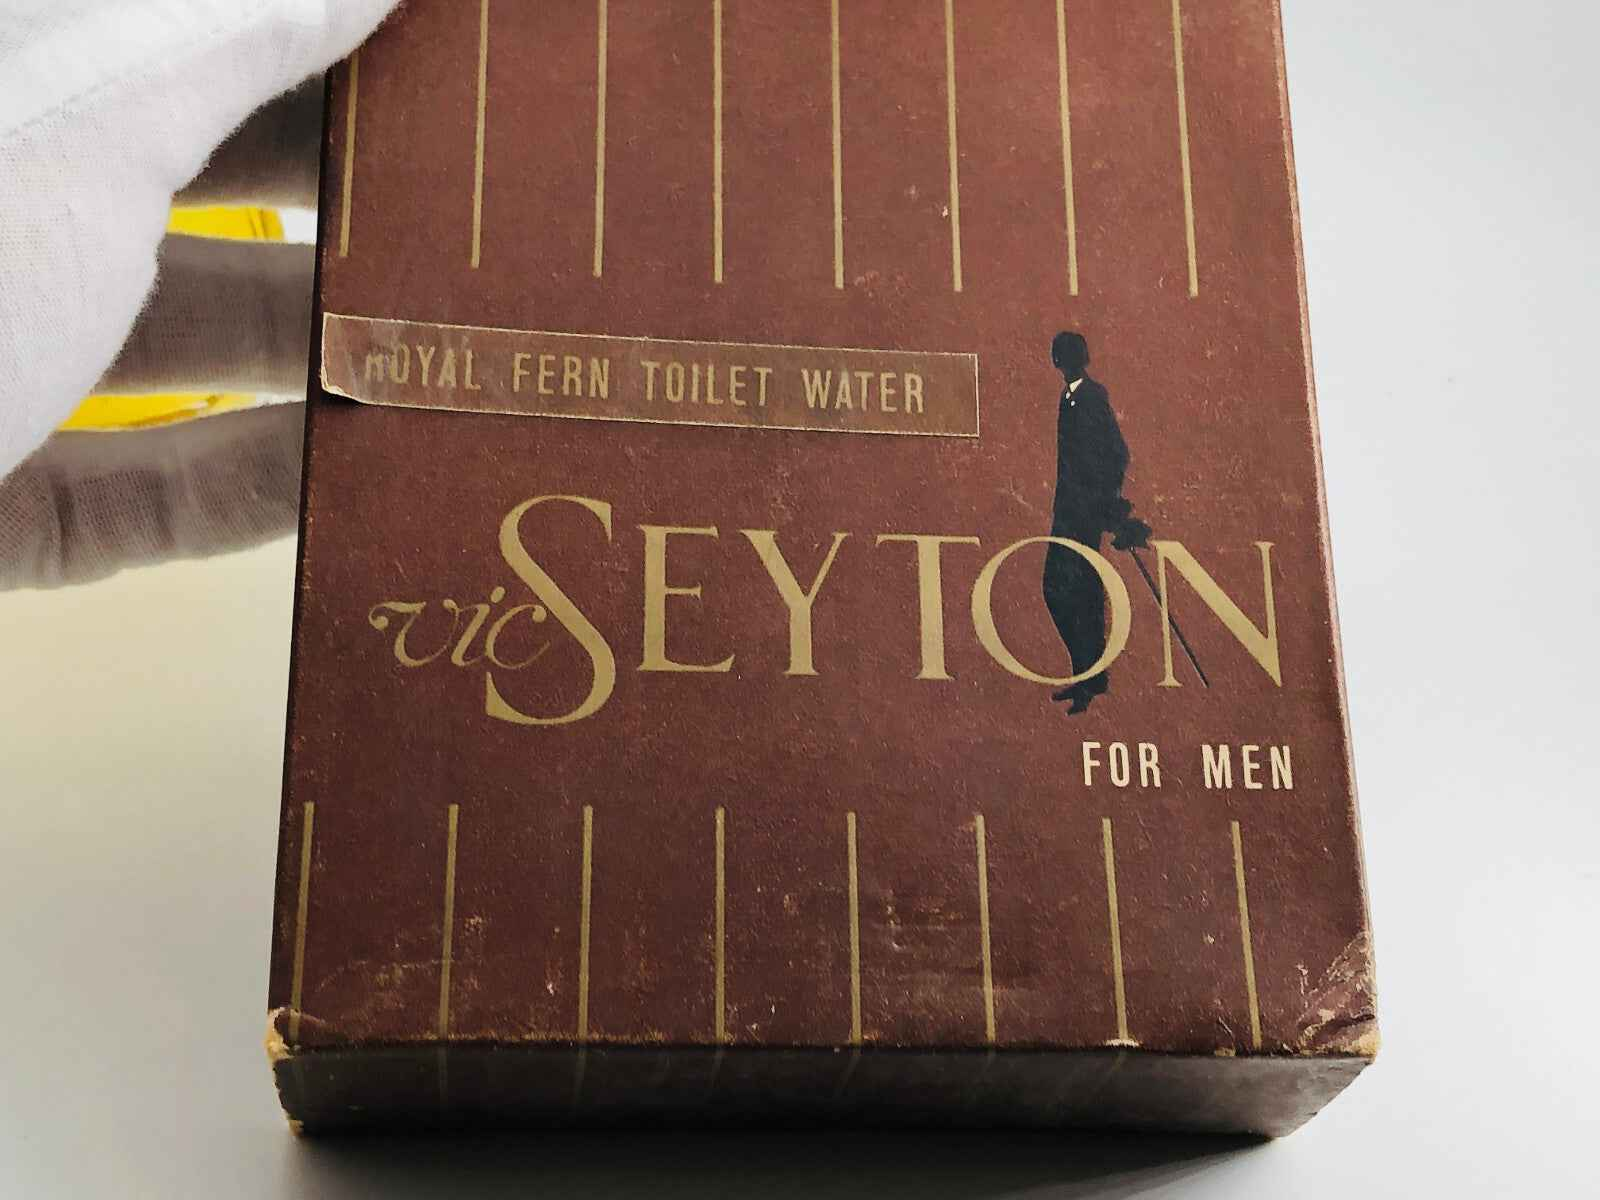 ROYAL FERN TOILET WATER
vic SEYTON
FOR MEN